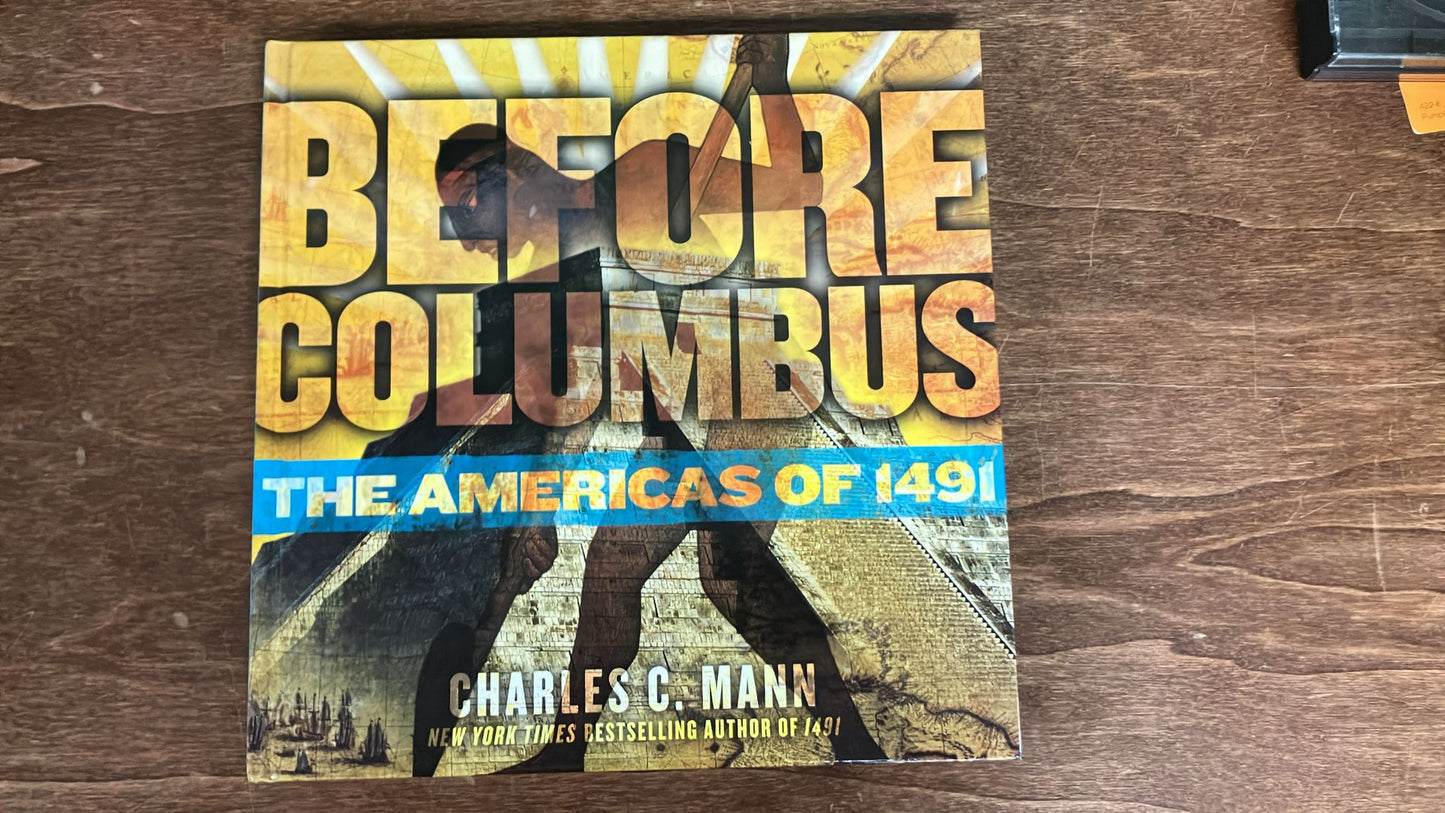 BEFORE
COLUMBUS
THE AMERICAS OF 1491
CHARLES C. MANN
NEW YORK TIMES BESTSELLING AUTHOR OF 1491